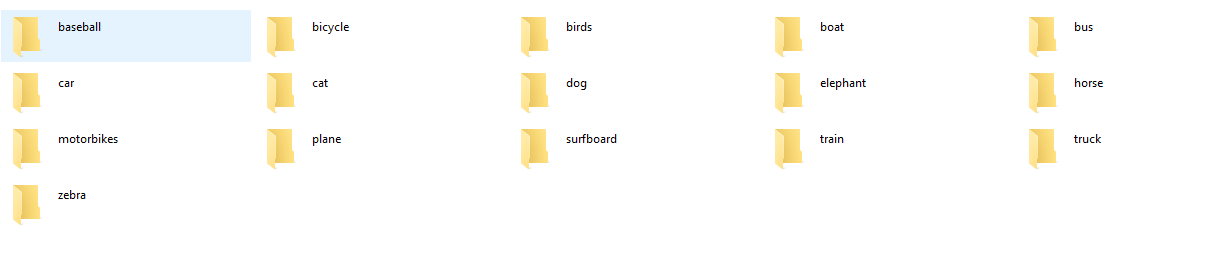 baseball bicycle birds boat bus
car cat dog elephant horse
motorbikes plane surfboard train truck
zebra